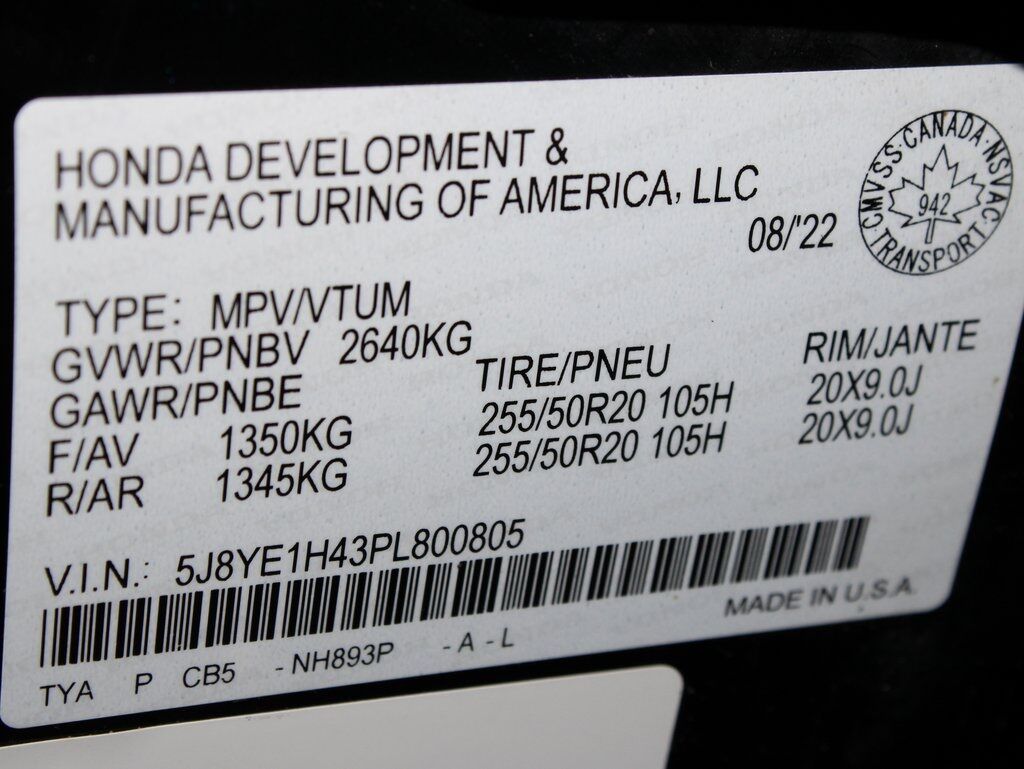 HONDA DEVELOPMENT &
MANUFACTURING OF AMERICA, LLC
08/'22
CMVSS·CANADA·NSVAC·TRANSPORT·
942
TYPE: MPV/VTUM
GVWR/PNBV 2640KG
GAWR/PNBE TIRE/PNEU RIM/JANTE
F/AV 1350KG 255/50R20 105H 20X9.0J
R/AR 1345KG 255/50R20 105H 20X9.0J
V.I.N.: 5J8YE1H43PL800805
MADE IN U.S.A.
TYA P CB5 -NH893P -A-L